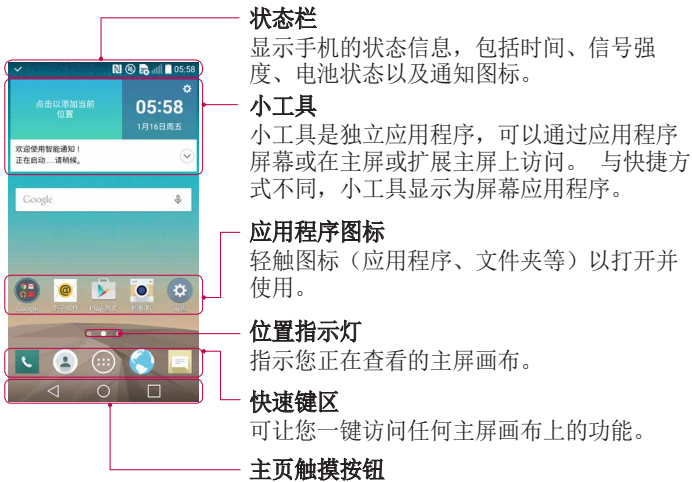 状态栏
显示手机的状态信息，包括时间、信号强
度、电池状态以及通知图标。
小工具
小工具是独立应用程序，可以通过应用程序
屏幕或在主屏或扩展主屏上访问。 与快捷方
式不同，小工具显示为屏幕应用程序。
应用程序图标
轻触图标（应用程序、文件夹等）以打开并
使用。
位置指示灯
指示您正在查看的主屏画布。
快速键区
可让您一键访问任何主屏画布上的功能。
主页触摸按钮
05:58
点击以添加当前
位置
05:58
1月16日周五
欢迎使用智能通知！
正在启动....请稍候。
Google
Google